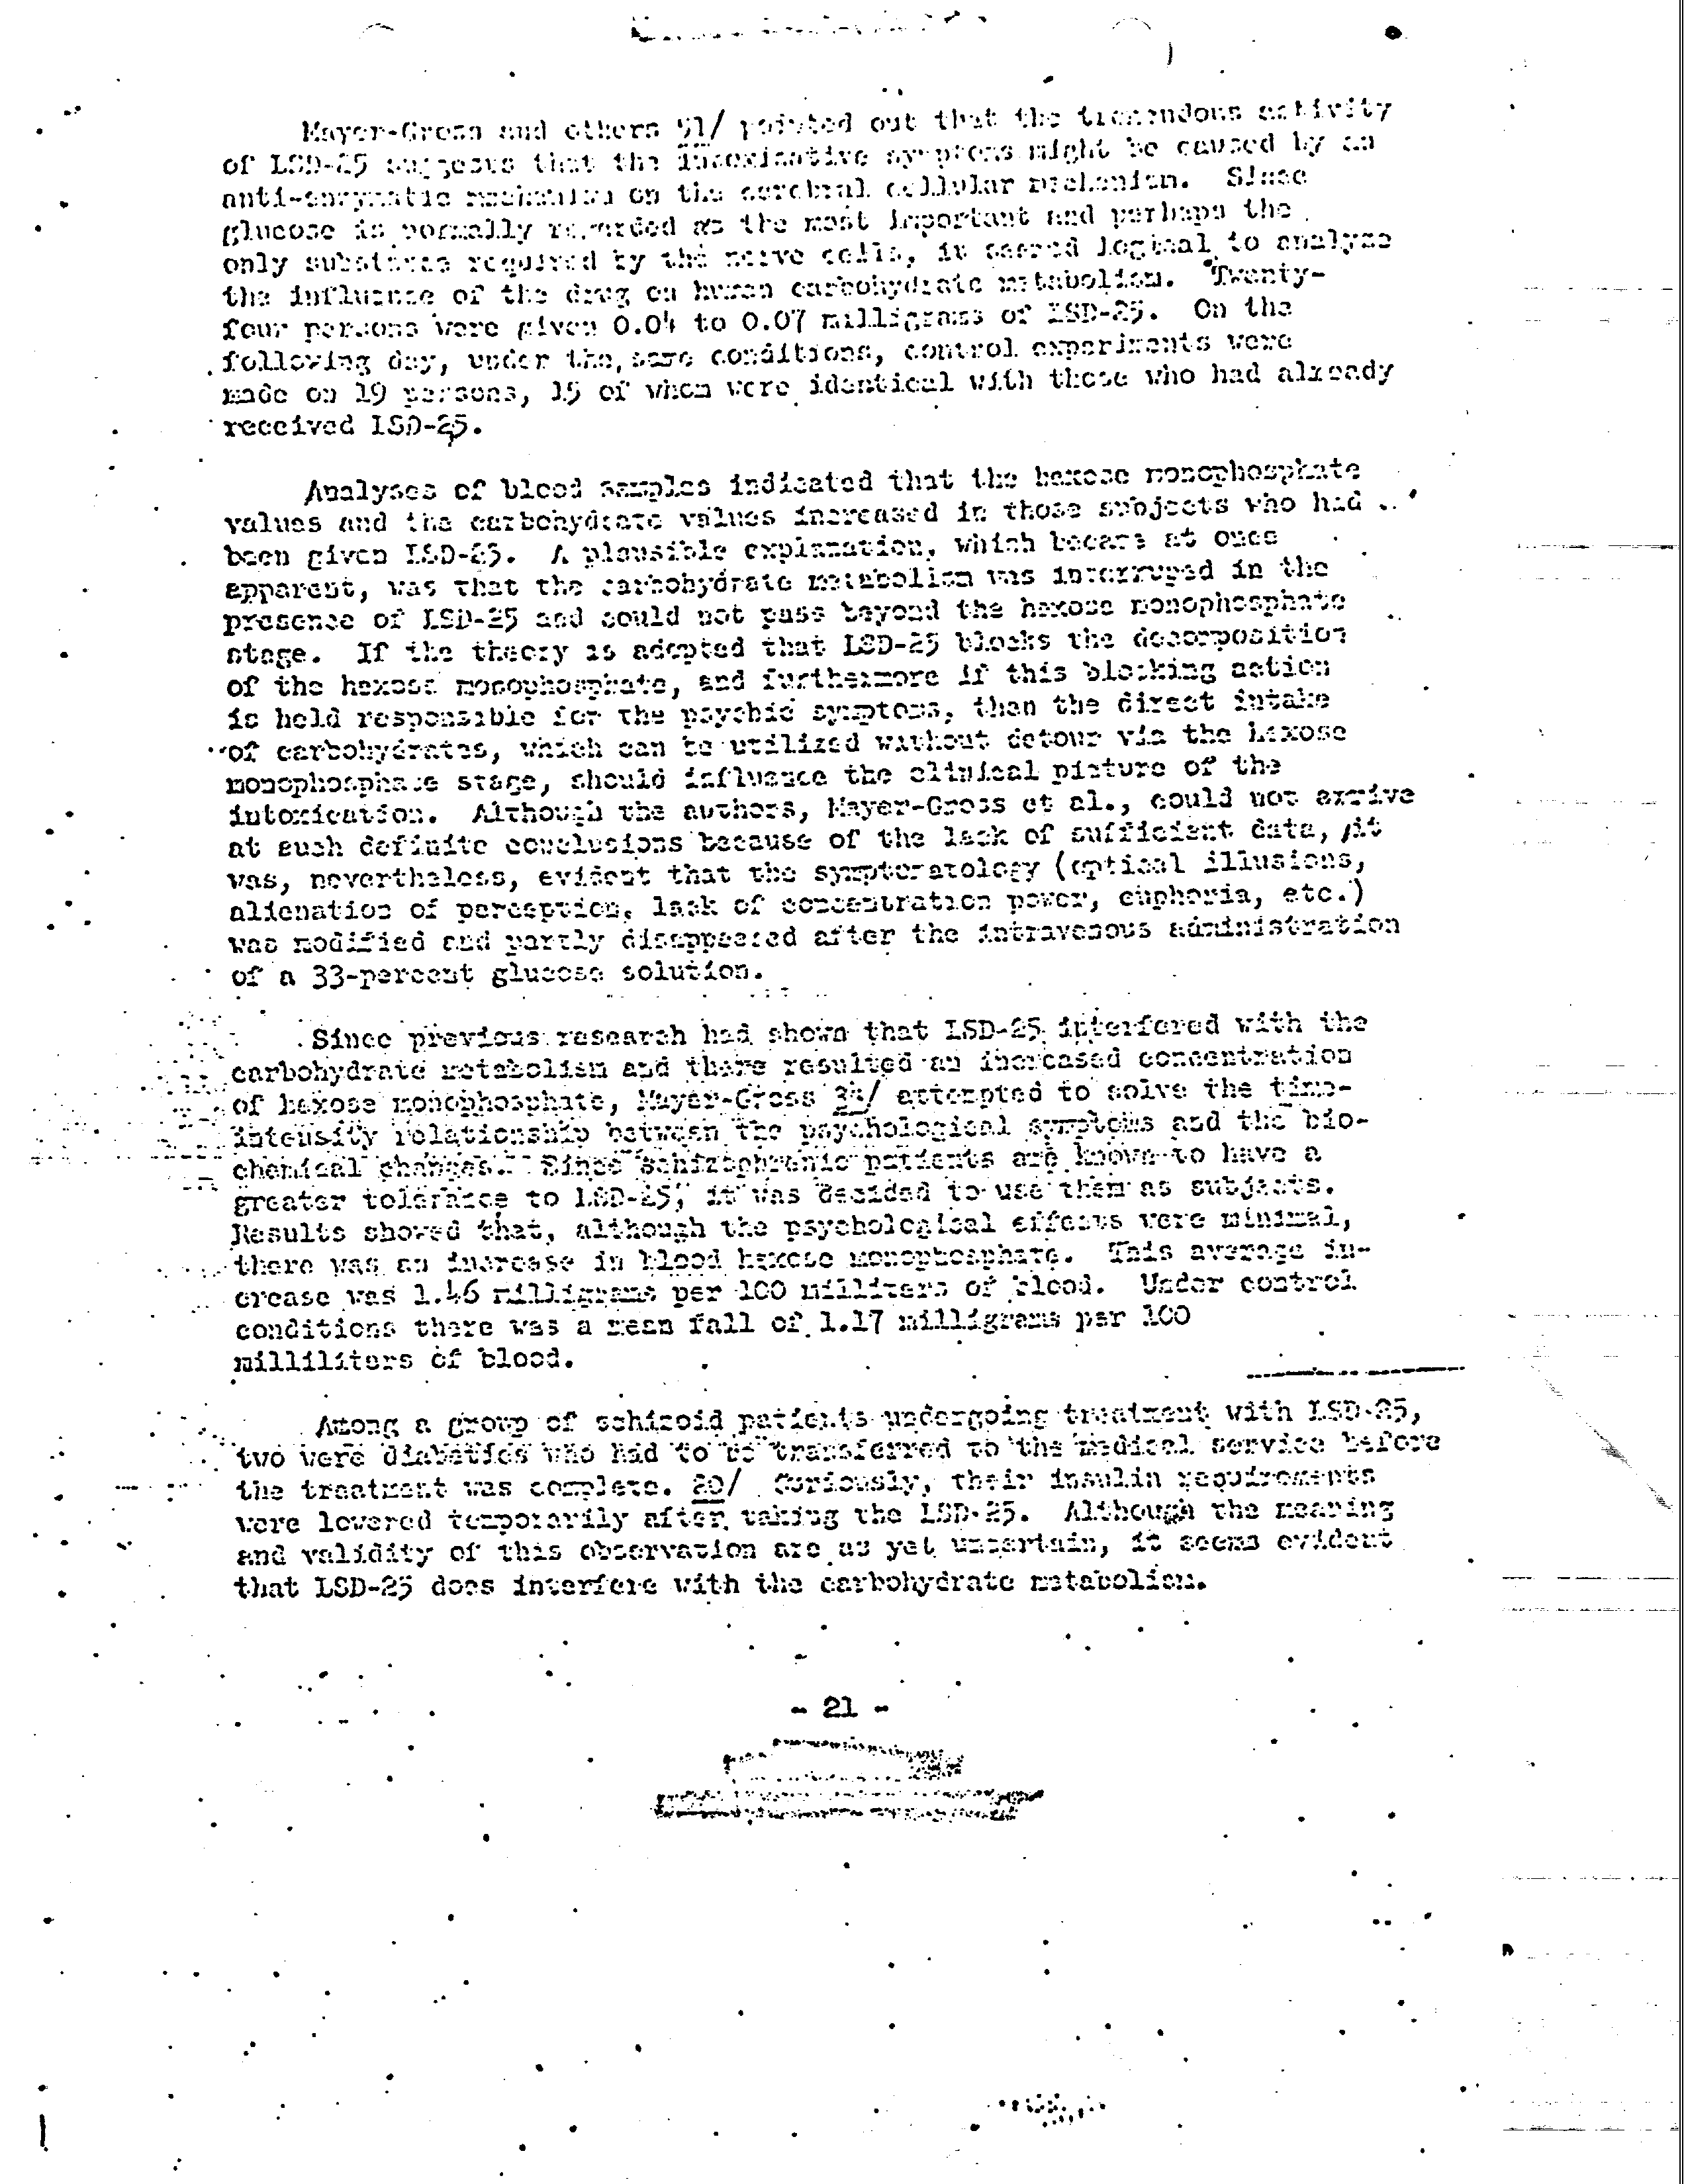 Mayer-Gross and others 51/ pointed out that the tremendous activity
of LSD-25 suggests that the intoxicative symptoms might be caused by an
anti-enzymatic mechanism on the cerebral cellular mechanism. Since
glucose is normally regarded as the most important and perhaps the
only substance required by the nerve cells, it seemed logical to analyze
the influence of the drug on human carbohydrate metabolism. Twenty-
four persons were given 0.04 to 0.07 milligrams of LSD-25. On the
following day, under the same conditions, control experiments were
made on 19 persons, 15 of whom were identical with those who had already
received LSD-25.
Analyses of blood samples indicated that the hexose monophosphate
values and the carbohydrate values increased in those subjects who had
been given LSD-25. A plausible explanation, which became at once
apparent, was that the carbohydrate metabolism was interruped in the
presence of LSD-25 and could not pass beyond the hexose monophosphate
stage. If the theory is adopted that LSD-25 blocks the decomposition
of the hexose monophosphate, and furthermore if this blocking action
is held responsible for the psychic symptoms, then the direct intake
of carbohydrates, which can be utilized without detour via the hexose
monophosphate stage, should influence the clinical picture of the
intoxication. Although the authors, Mayer-Gross et al., could not arrive
at such definite conclusions because of the lack of sufficient data, it
was, nevertheless, evident that the symptomatology (optical illusions,
alienation of perception, lack of concentration power, euphoria, etc.)
was modified and partly disappeared after the intravenous administration
of a 33-percent glucose solution.
Since previous research had shown that LSD-25 interfered with the
carbohydrate metabolism and there resulted an increased concentration
of hexose monophosphate, Mayer-Gross 34/ attempted to solve the time-
intensity relationship between the psychological symptoms and the bio-
chemical changes. Since schizophrenic patients are known to have a
greater tolerance to LSD-25, it was decided to use them as subjects.
Results showed that, although the psychological effects were minimal,
there was an increase in blood hexose monophosphate. This average in-
crease was 1.46 milligrams per 100 milliters of blood. Under control
conditions there was a mean fall of 1.17 milligrams per 100
milliliters of blood.
Among a group of schizoid patients undergoing treatment with LSD-25,
two were diabetics who had to be transferred to the medical service before
the treatment was complete. 20/ Curiously, their insulin requirements
were lowered temporarily after taking the LSD-25. Although the meaning
and validity of this observation are as yet uncertain, it seems evident
that LSD-25 does interfere with the carbohydrate metabolism.
- 21 -